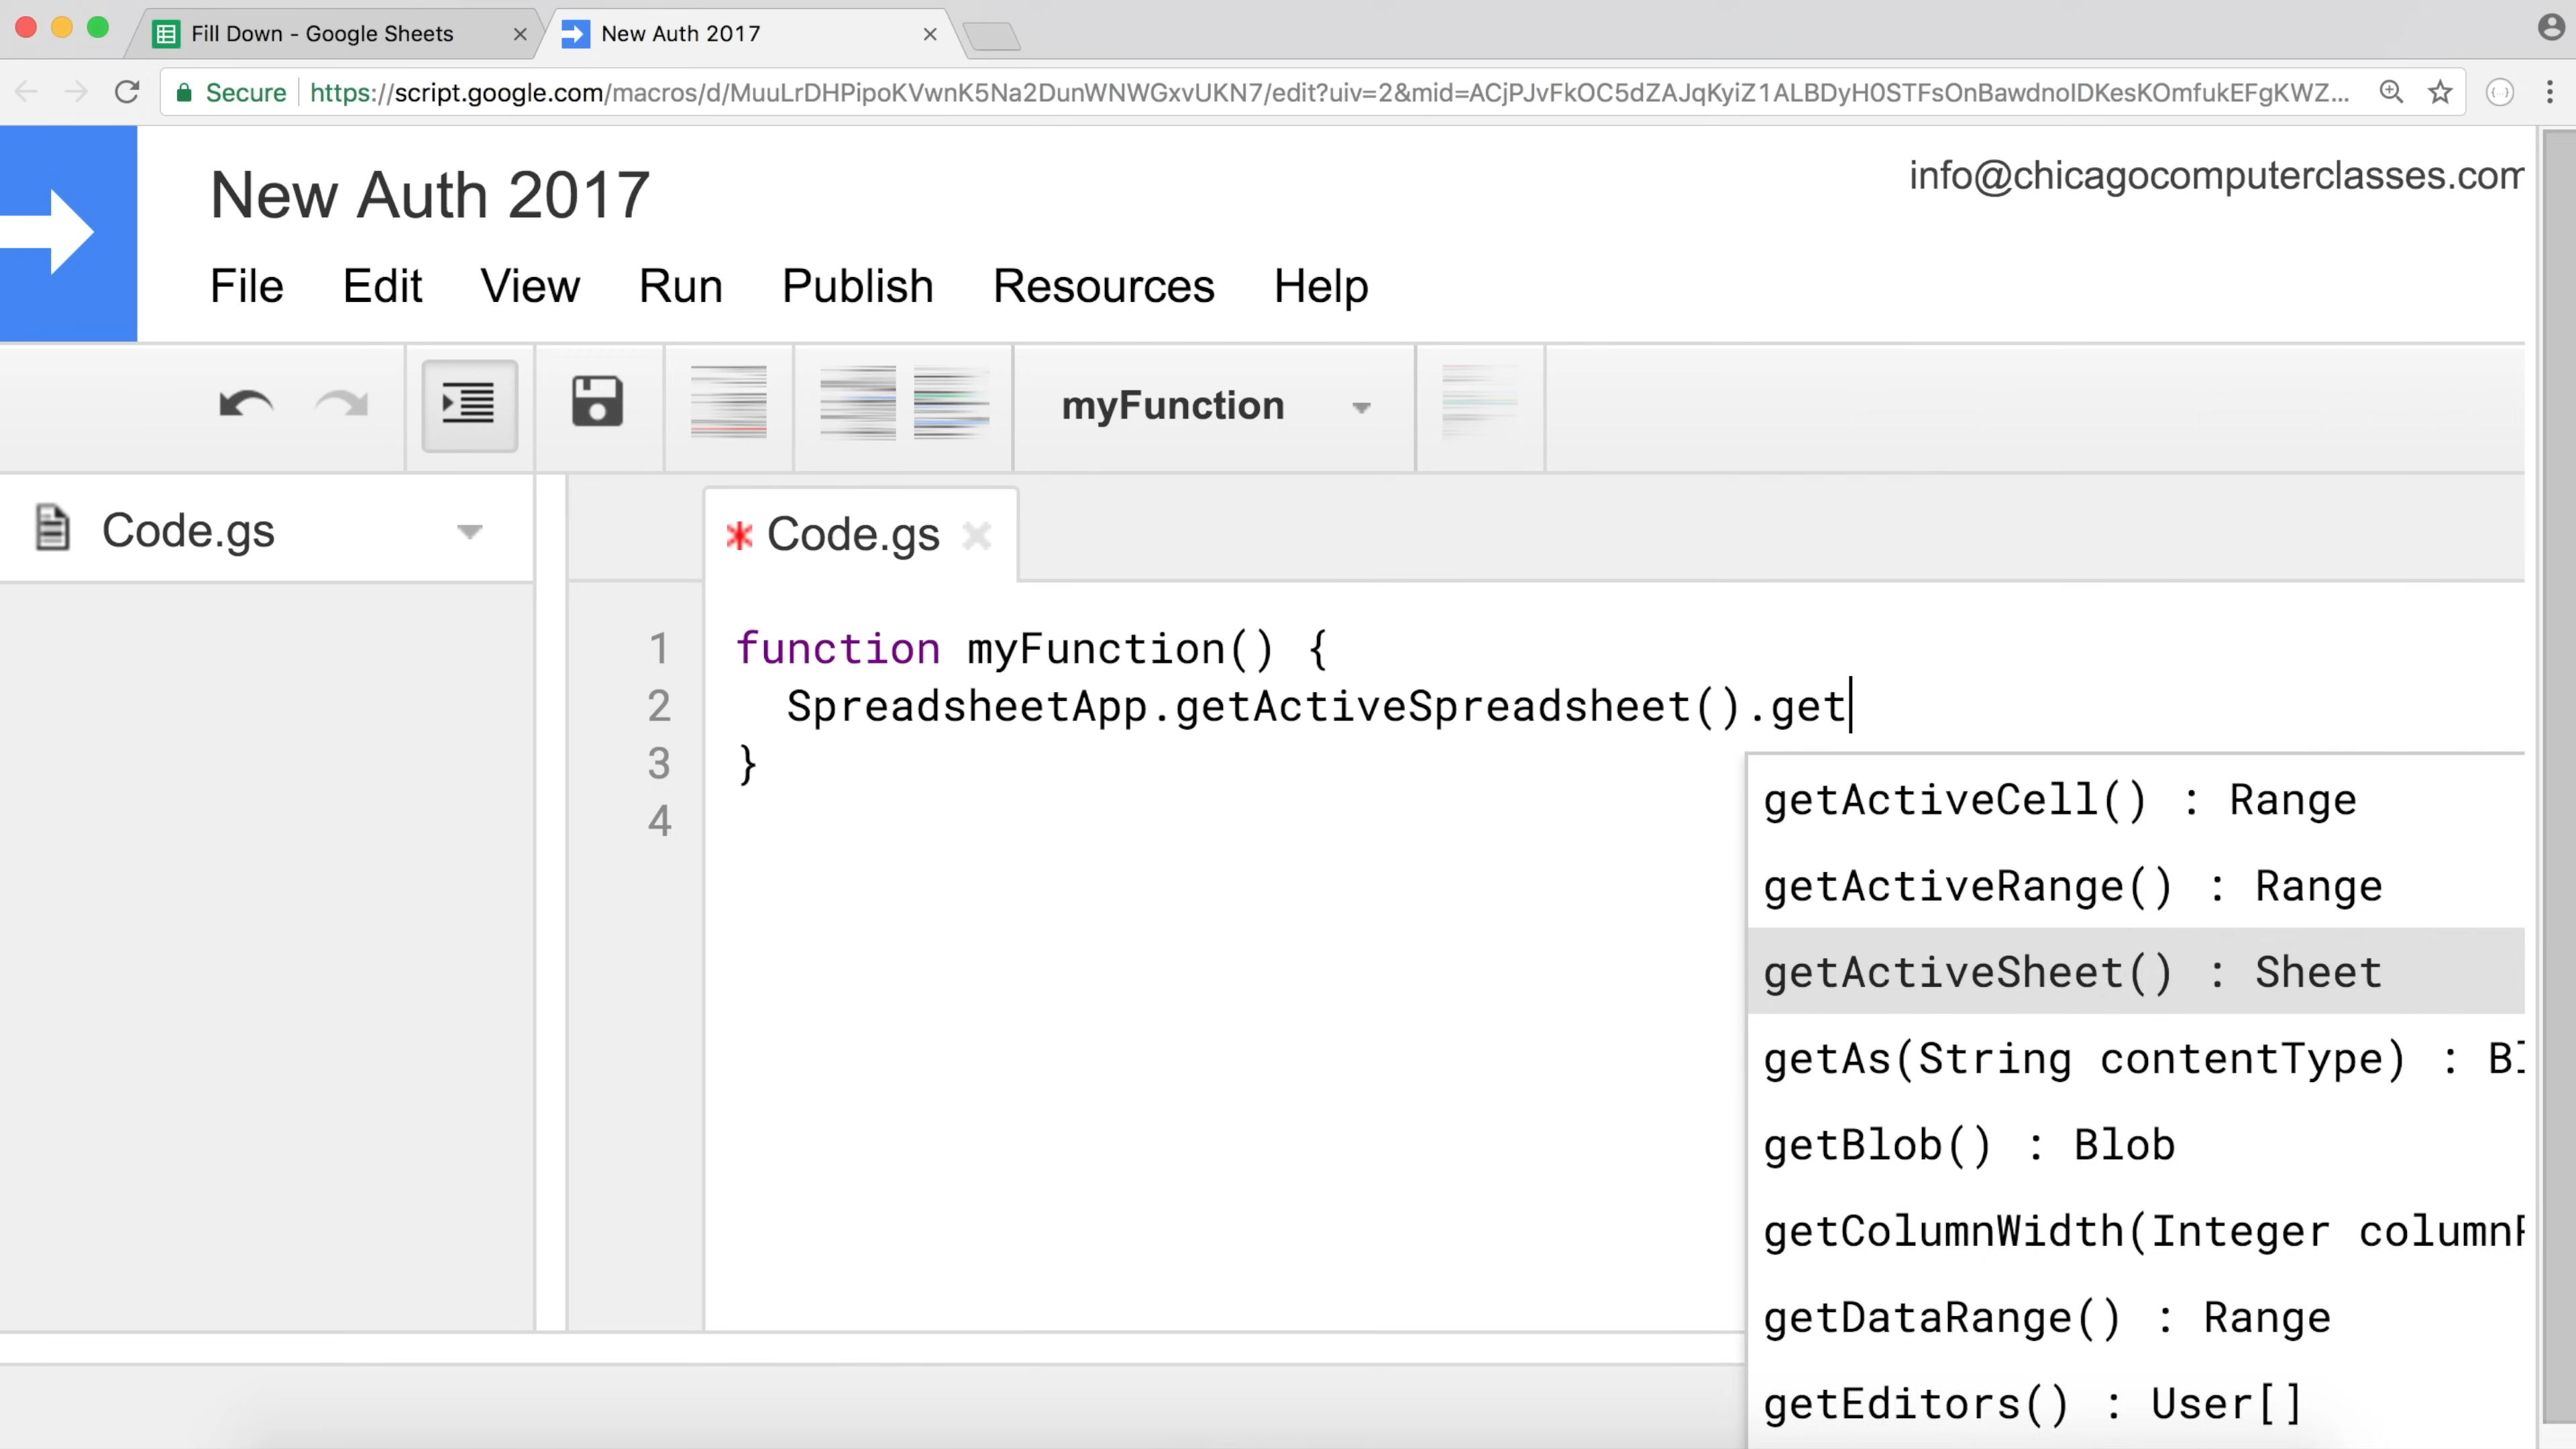 Fill Down - Google Sheets
New Auth 2017
Secure https://script.google.com/macros/d/MuuLrDHPipoKVwnK5Na2DunWNWGxvUKN7/edit?uiv=2&mid=ACjPJvFkOC5dZAJqKyiZ1ALBDyH0STFsOnBawdnoIDKesKOmfukEFgKWZ...
New Auth 2017
info@chicagocomputerclasses.com
File Edit View Run Publish Resources Help
myFunction
Code.gs
* Code.gs
1 function myFunction() {
2 SpreadsheetApp.getActiveSpreadsheet().get
3 }
4
getActiveCell() : Range
getActiveRange() : Range
getActiveSheet() : Sheet
getAs(String contentType) :
getBlob() : Blob
getColumnWidth(Integer
getDataRange() : Range
getEditors() : User[]